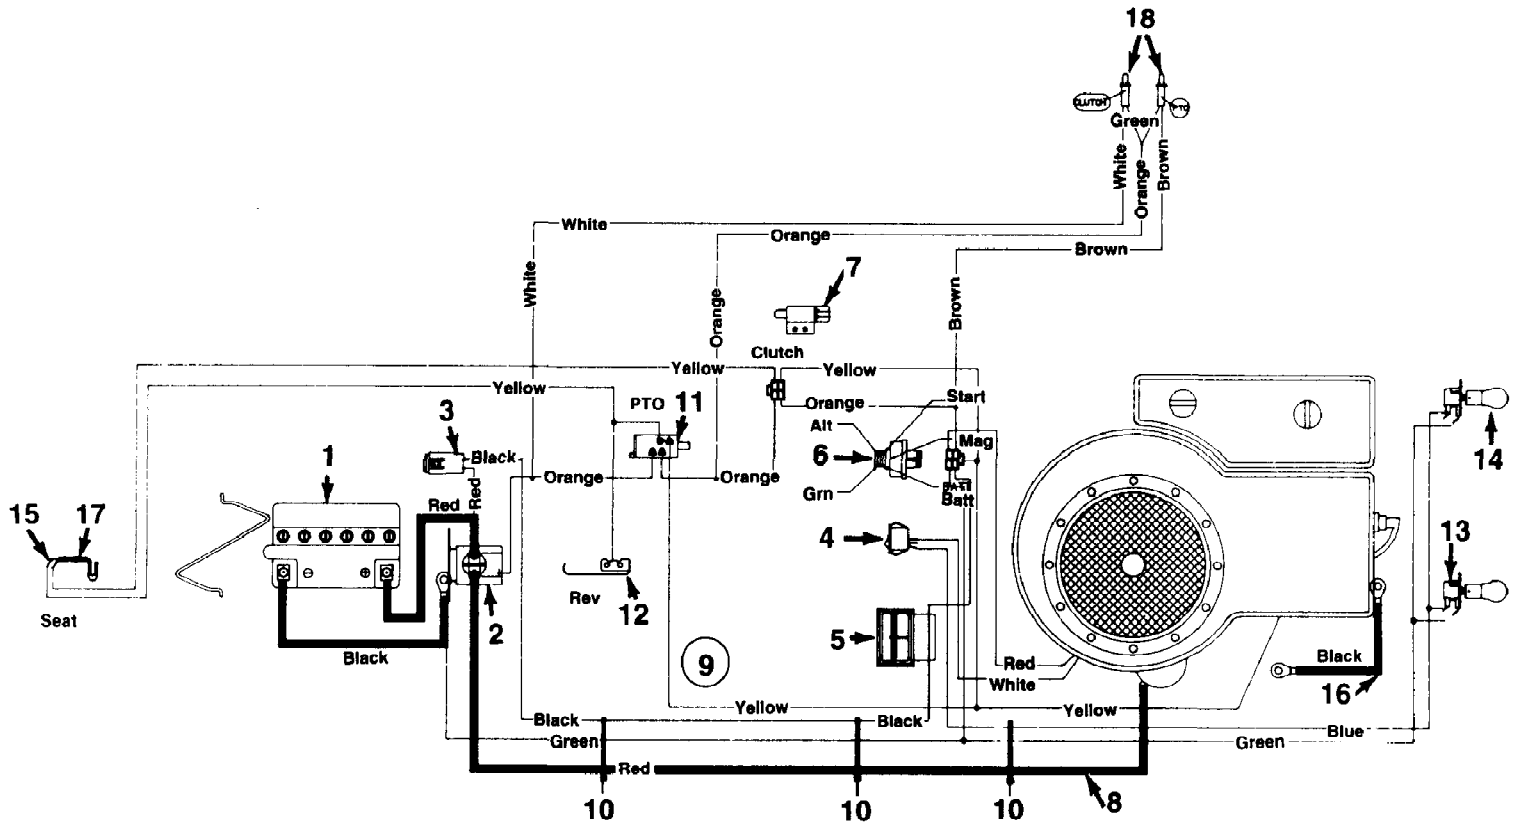 18
CLUTCH
PTO
Green
White
Orange
Brown
White
Orange
Brown
7
White
Orange
Brown
Clutch
Yellow
Yellow
Yellow
PTO
11
Orange
Start
3
Alt
Mag
14
1
Black
6
Orange
Orange
Red
Grn
BATT
Batt
15
17
Red
4
13
Rev
12
Seat
2
5
Black
9
Red
White
Black
16
Yellow
Yellow
Black
Black
Blue
Green
Green
Red
8
10
10
10